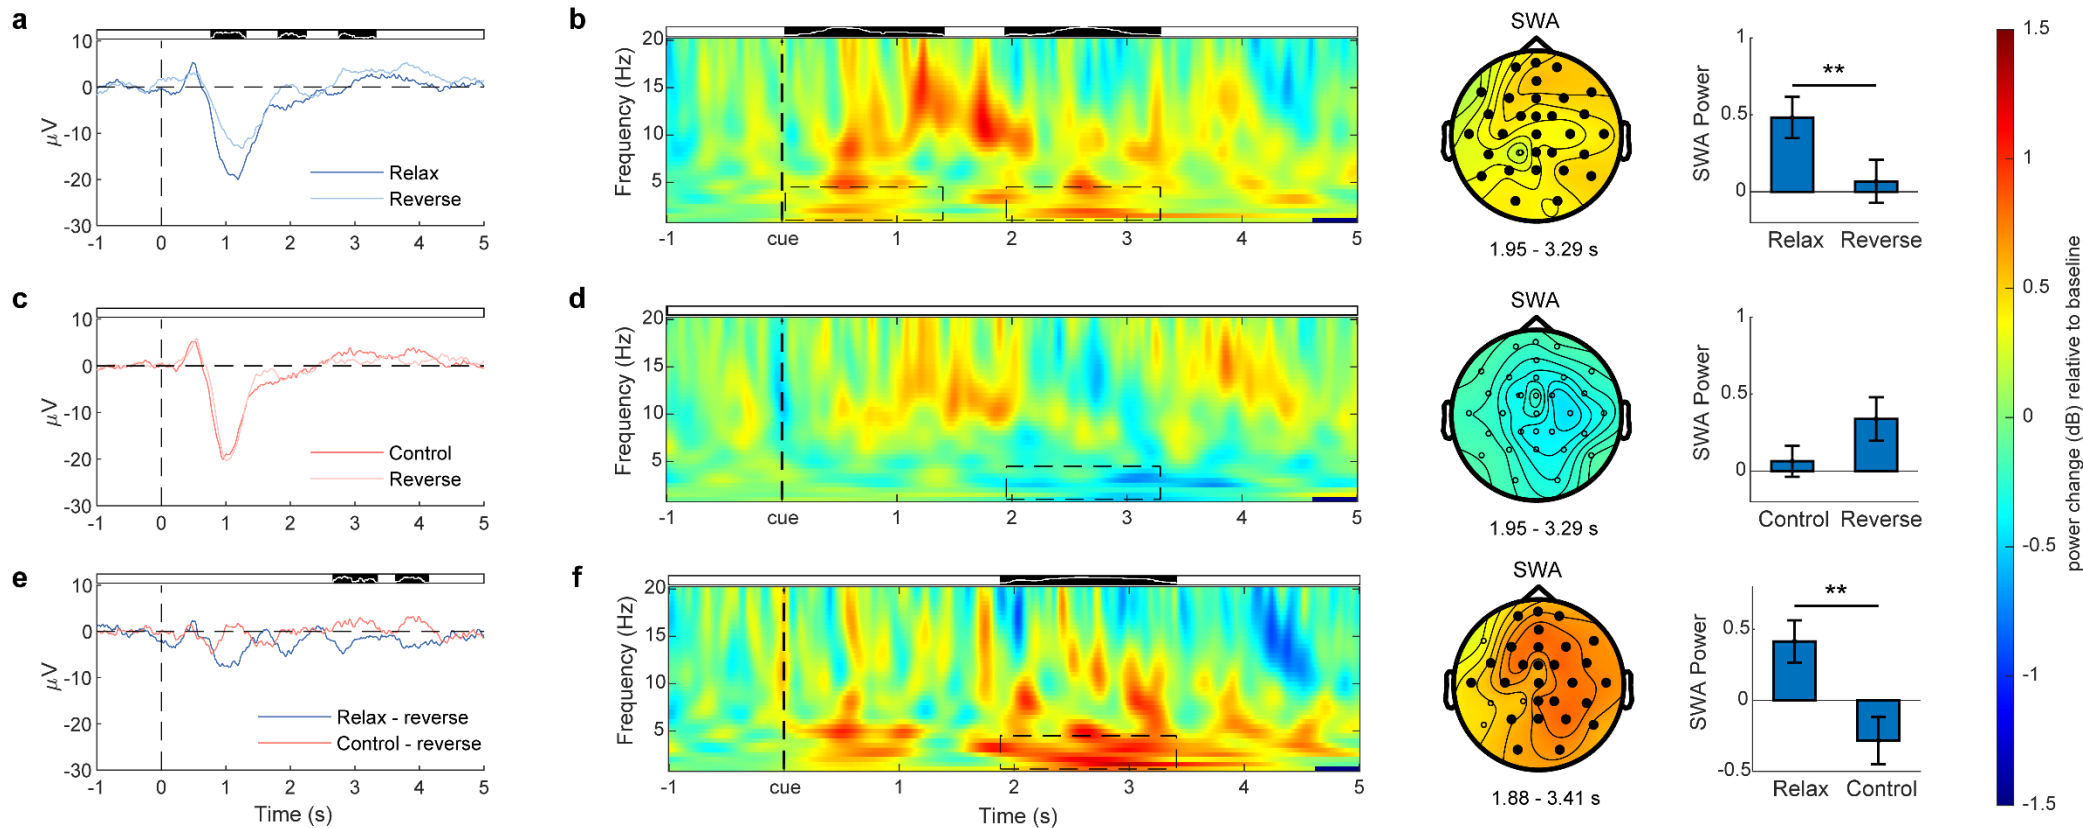 a
10
0
-10
-20
-30
µV
Relax
Reverse
-1 0 1 2 3 4 5
b
20
15
10
5
Frequency (Hz)
-1 cue 1 2 3 4 5
SWA
1.95 - 3.29 s
1
0.5
0
SWA Power
**
Relax Reverse
c
10
0
-10
-20
-30
µV
Control
Reverse
-1 0 1 2 3 4 5
d
20
15
10
5
Frequency (Hz)
-1 cue 1 2 3 4 5
SWA
1.95 - 3.29 s
1
0.5
0
SWA Power
Control Reverse
e
10
0
-10
-20
-30
µV
Relax - reverse
Control - reverse
-1 0 1 2 3 4 5
Time (s)
f
20
15
10
5
Frequency (Hz)
-1 cue 1 2 3 4 5
Time (s)
SWA
1.88 - 3.41 s
0.5
0
-0.5
SWA Power
**
Relax Control
1.5
1
0.5
0
-0.5
-1
-1.5
power change (dB) relative to baseline